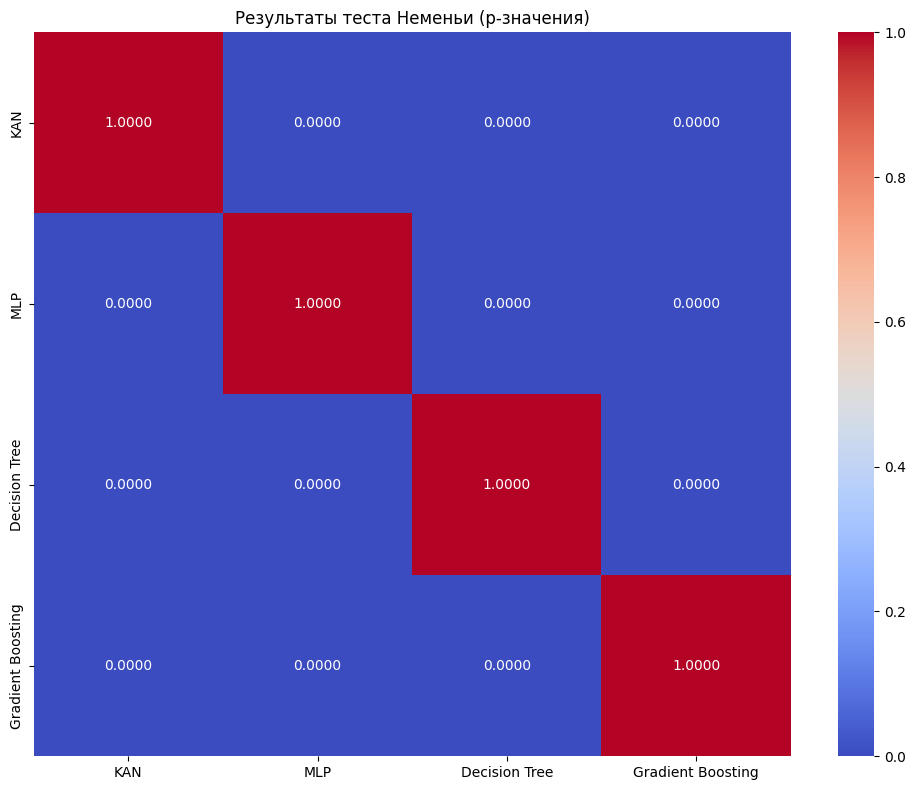 Результаты теста Неменьи (p-значения)
KAN 1.0000 0.0000 0.0000 0.0000
MLP 0.0000 1.0000 0.0000 0.0000
Decision Tree 0.0000 0.0000 1.0000 0.0000
Gradient Boosting 0.0000 0.0000 0.0000 1.0000
KAN MLP Decision Tree Gradient Boosting
1.0
0.8
0.6
0.4
0.2
0.0